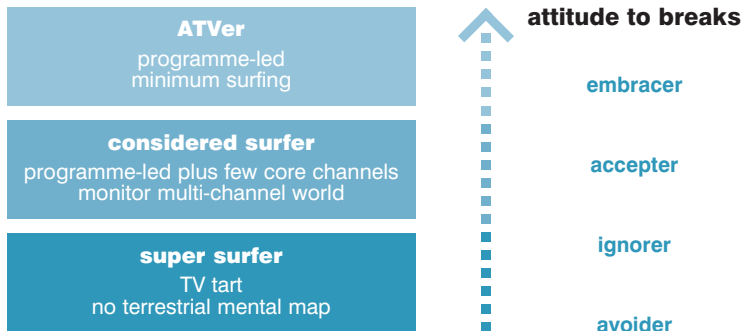 ATVer
programme-led
minimum surfing
considered surfer
programme-led plus few core channels
monitor multi-channel world
super surfer
TV tart
no terrestrial mental map
attitude to breaks
embracer
accepter
ignorer
avoider